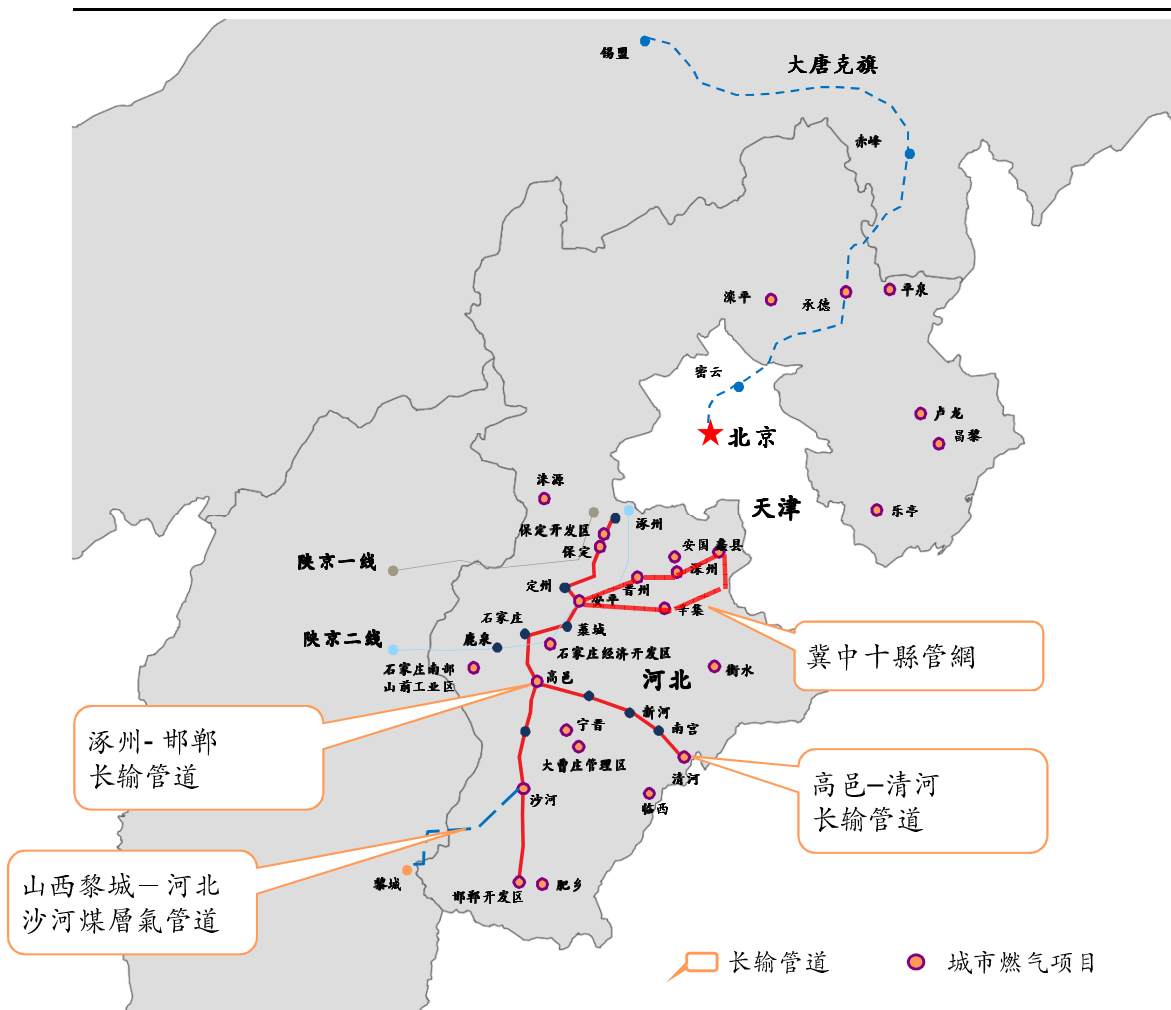 锡盟
大唐克旗
赤峰
滦平
承德
平泉
密云
北京
卢龙
昌黎
涞源
天津
乐亭
涿州
保定开发区
保定
安国
蠡县
陕京一线
深州
定州
晋州
安平
辛集
石家庄
藁城
陕京二线
鹿泉
石家庄经济开发区
冀中十縣管網
石家庄南部
山前工业区
高邑
河北
衡水
新河
宁晋
南宫
涿州-邯郸
长输管道
大曹庄管理区
清河
高邑–清河
长输管道
沙河
临西
山西黎城－河北
沙河煤層氣管道
黎城
邯郸开发区
肥乡
长输管道
城市燃气项目